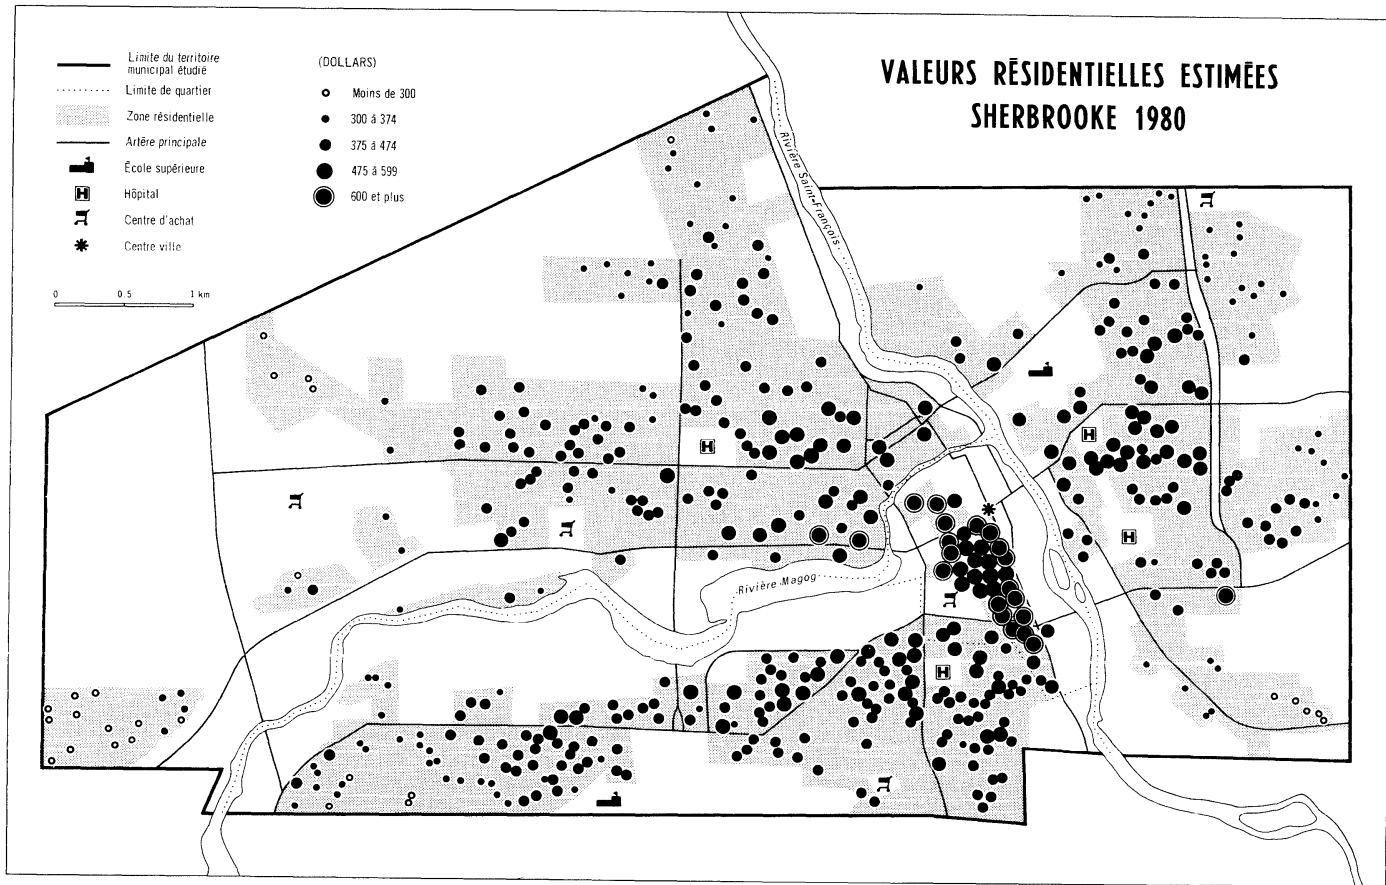 VALEURS RÉSIDENTIELLES ESTIMÉES
SHERBROOKE 1980
Limite du territoire
municipal étudié
Limite de quartier
Zone résidentielle
Artère principale
École supérieure
Hôpital
Centre d'achat
Centre ville
0 0 5 1 km
(DOLLARS)
Moins de 300
300 à 374
375 à 474
475 à 599
600 et plus
Rivière Saint-François
Rivière Magog
H
H
H
H
H